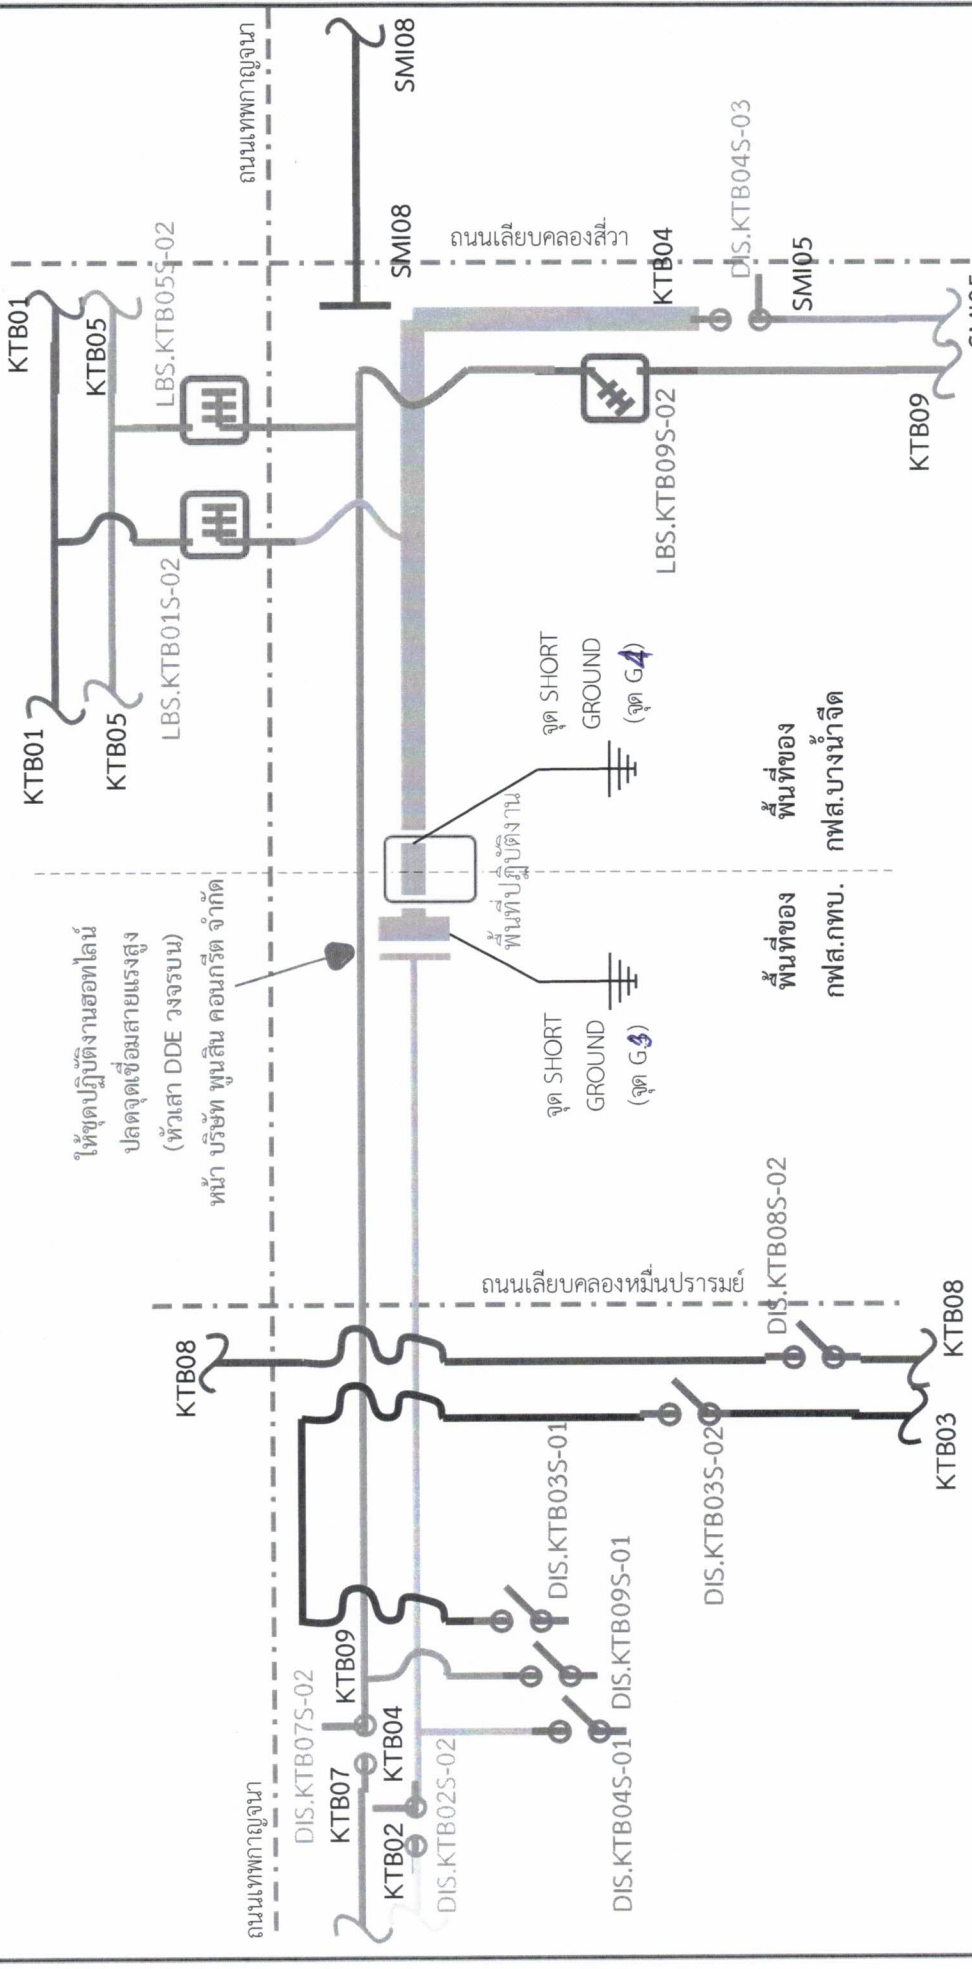 ถนนเทพกาญจนา
ถนนเทพกาญจนา
KTB01
KTB01
KTB05
KTB05
LBS.KTB01S-02
LBS.KTB05S-02
SMI08
SMI08
ถนนเลียบคลองสี่วา
KTB04
DIS.KTB04S-03
SMI05
KTB09
LBS.KTB09S-02
ให้ชุดปฏิบัติงานฮอทไลน์
ปลดจุดเชื่อมสายแรงสูง
(หัวเสา DDE วงจรบน)
หน้า บริษัท พูนสิน คอนกรีต จำกัด
พื้นที่ปฏิบัติงาน
จุด SHORT
GROUND
(จุด G.3)
จุด SHORT
GROUND
(จุด G4)
พื้นที่ของ
กฟส.กทบ.
พื้นที่ของ
กฟส.บางน้ำจืด
ถนนเลียบคลองหมื่นปรารมย์
KTB08
DIS.KTB08S-02
KTB08
KTB03
DIS.KTB03S-02
DIS.KTB03S-01
DIS.KTB09S-01
DIS.KTB04S-01
DIS.KTB07S-02
KTB09
KTB07
KTB04
KTB02
DIS.KTB02S-02